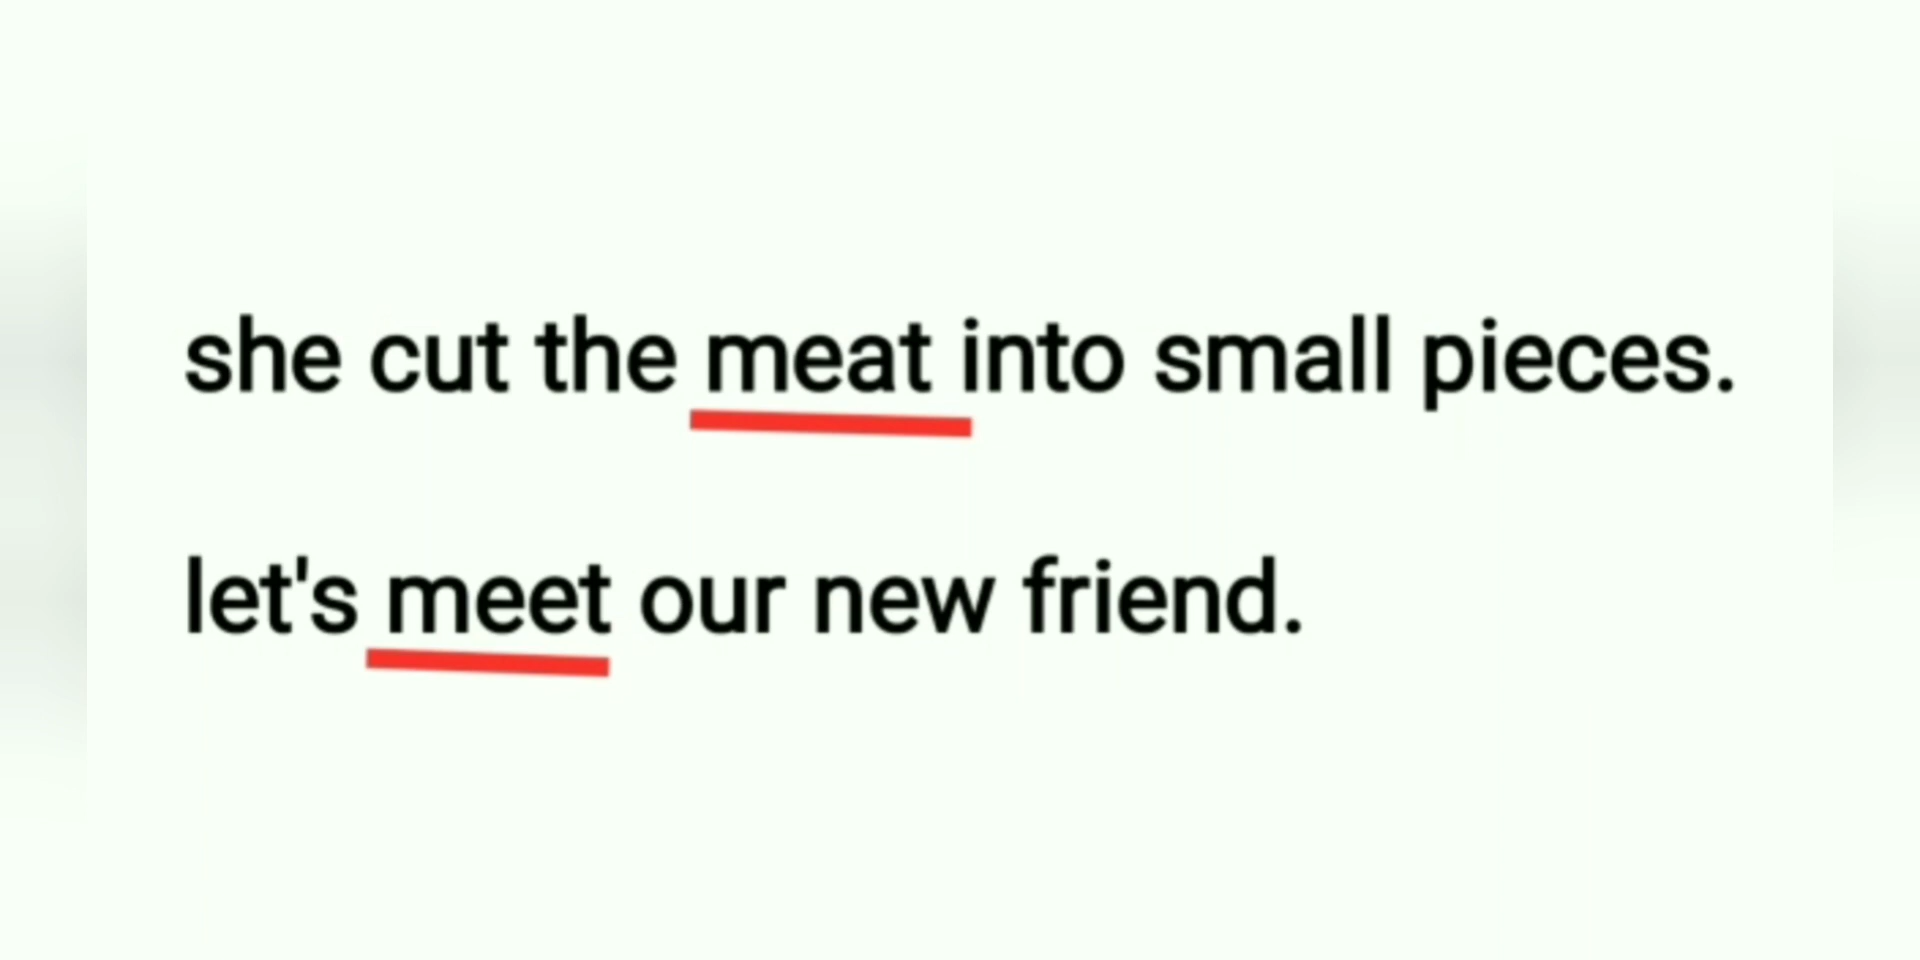 she cut the meat into small pieces.
let's meet our new friend.